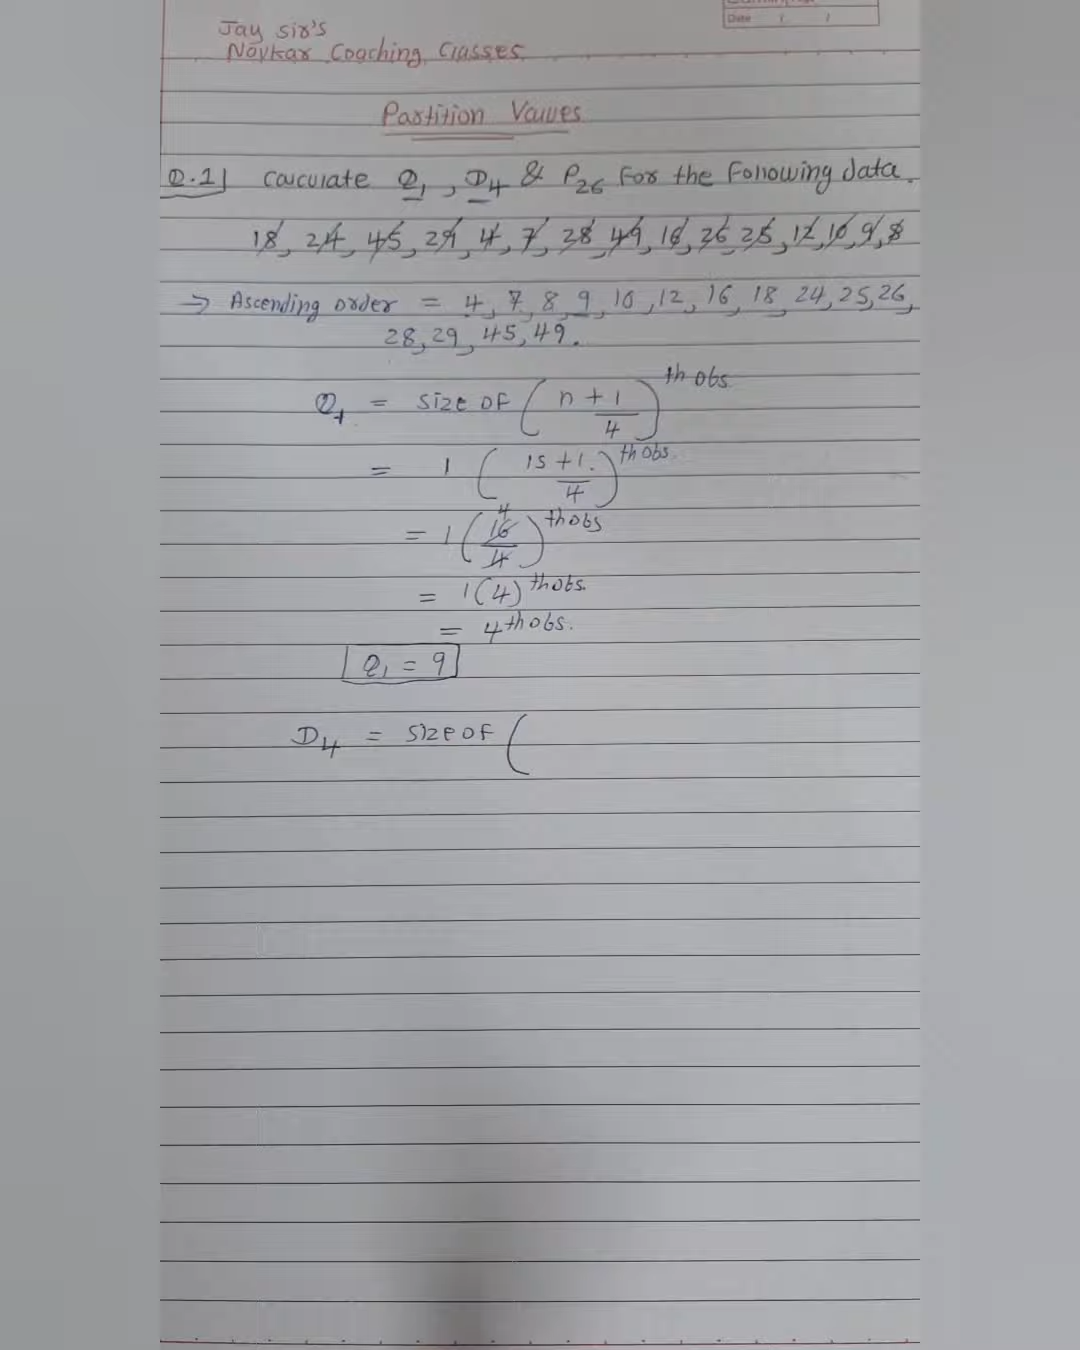 Date / /
Jay Sir's
Novkar Coaching Classes.
Partition Values
Q.1] Calculate Q1, D4 & P26 For the Following data.
18, 24, 45, 29, 4, 7, 28, 49, 16, 26, 25, 12, 10, 9, 8
→ Ascending order = 4, 7, 8, 9, 10, 12, 16, 18, 24, 25, 26,
28, 29, 45, 49.
Q1 = Size of (n + 1 / 4)th obs
= 1 (15 + 1. / 4)th obs.
= 1 (16 / 4)th obs 4
= 1(4)th obs.
= 4th obs.
Q1 = 9
D4 = Size of (